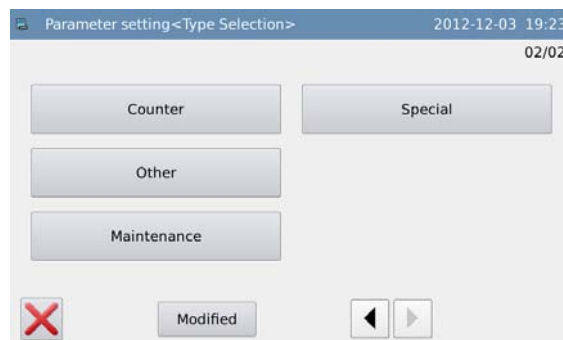 Parameter setting<Type Selection> 2012-12-03 19:23
02/02
Counter Special
Other
Maintenance
Modified